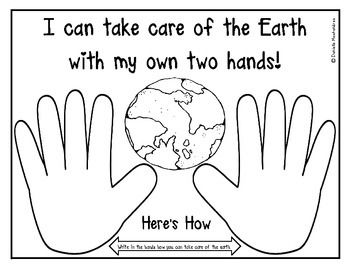 I can take care of the Earth
with my own two hands!
Here's How
Write in the hands how you can take care of the earth.